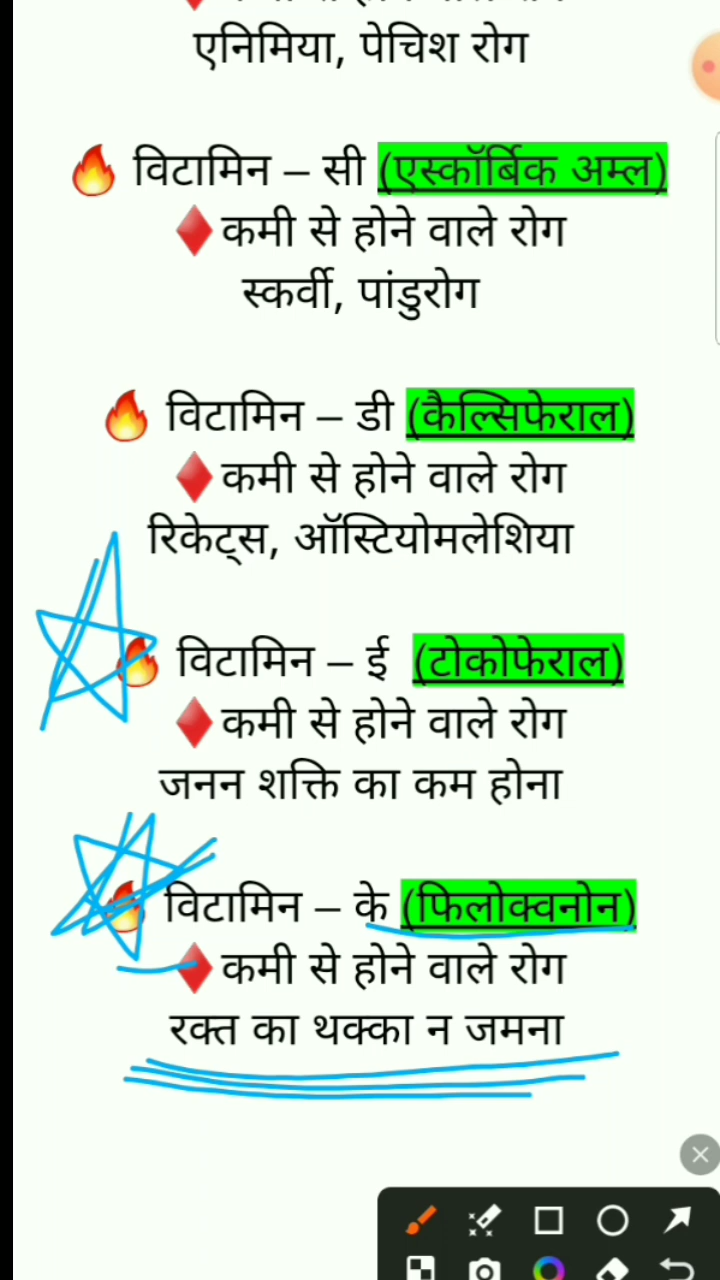 एनिमिया, पेचिश रोग
विटामिन – सी (एस्कॉर्बिक अम्ल)
कमी से होने वाले रोग
स्कर्वी, पांडुरोग
विटामिन – डी (कैल्सिफेराल)
कमी से होने वाले रोग
रिकेट्स, ऑस्टियोमलेशिया
विटामिन – ई (टोकोफेराल)
कमी से होने वाले रोग
जनन शक्ति का कम होना
विटामिन – के (फिलोक्वनोन)
कमी से होने वाले रोग
रक्त का थक्का न जमना